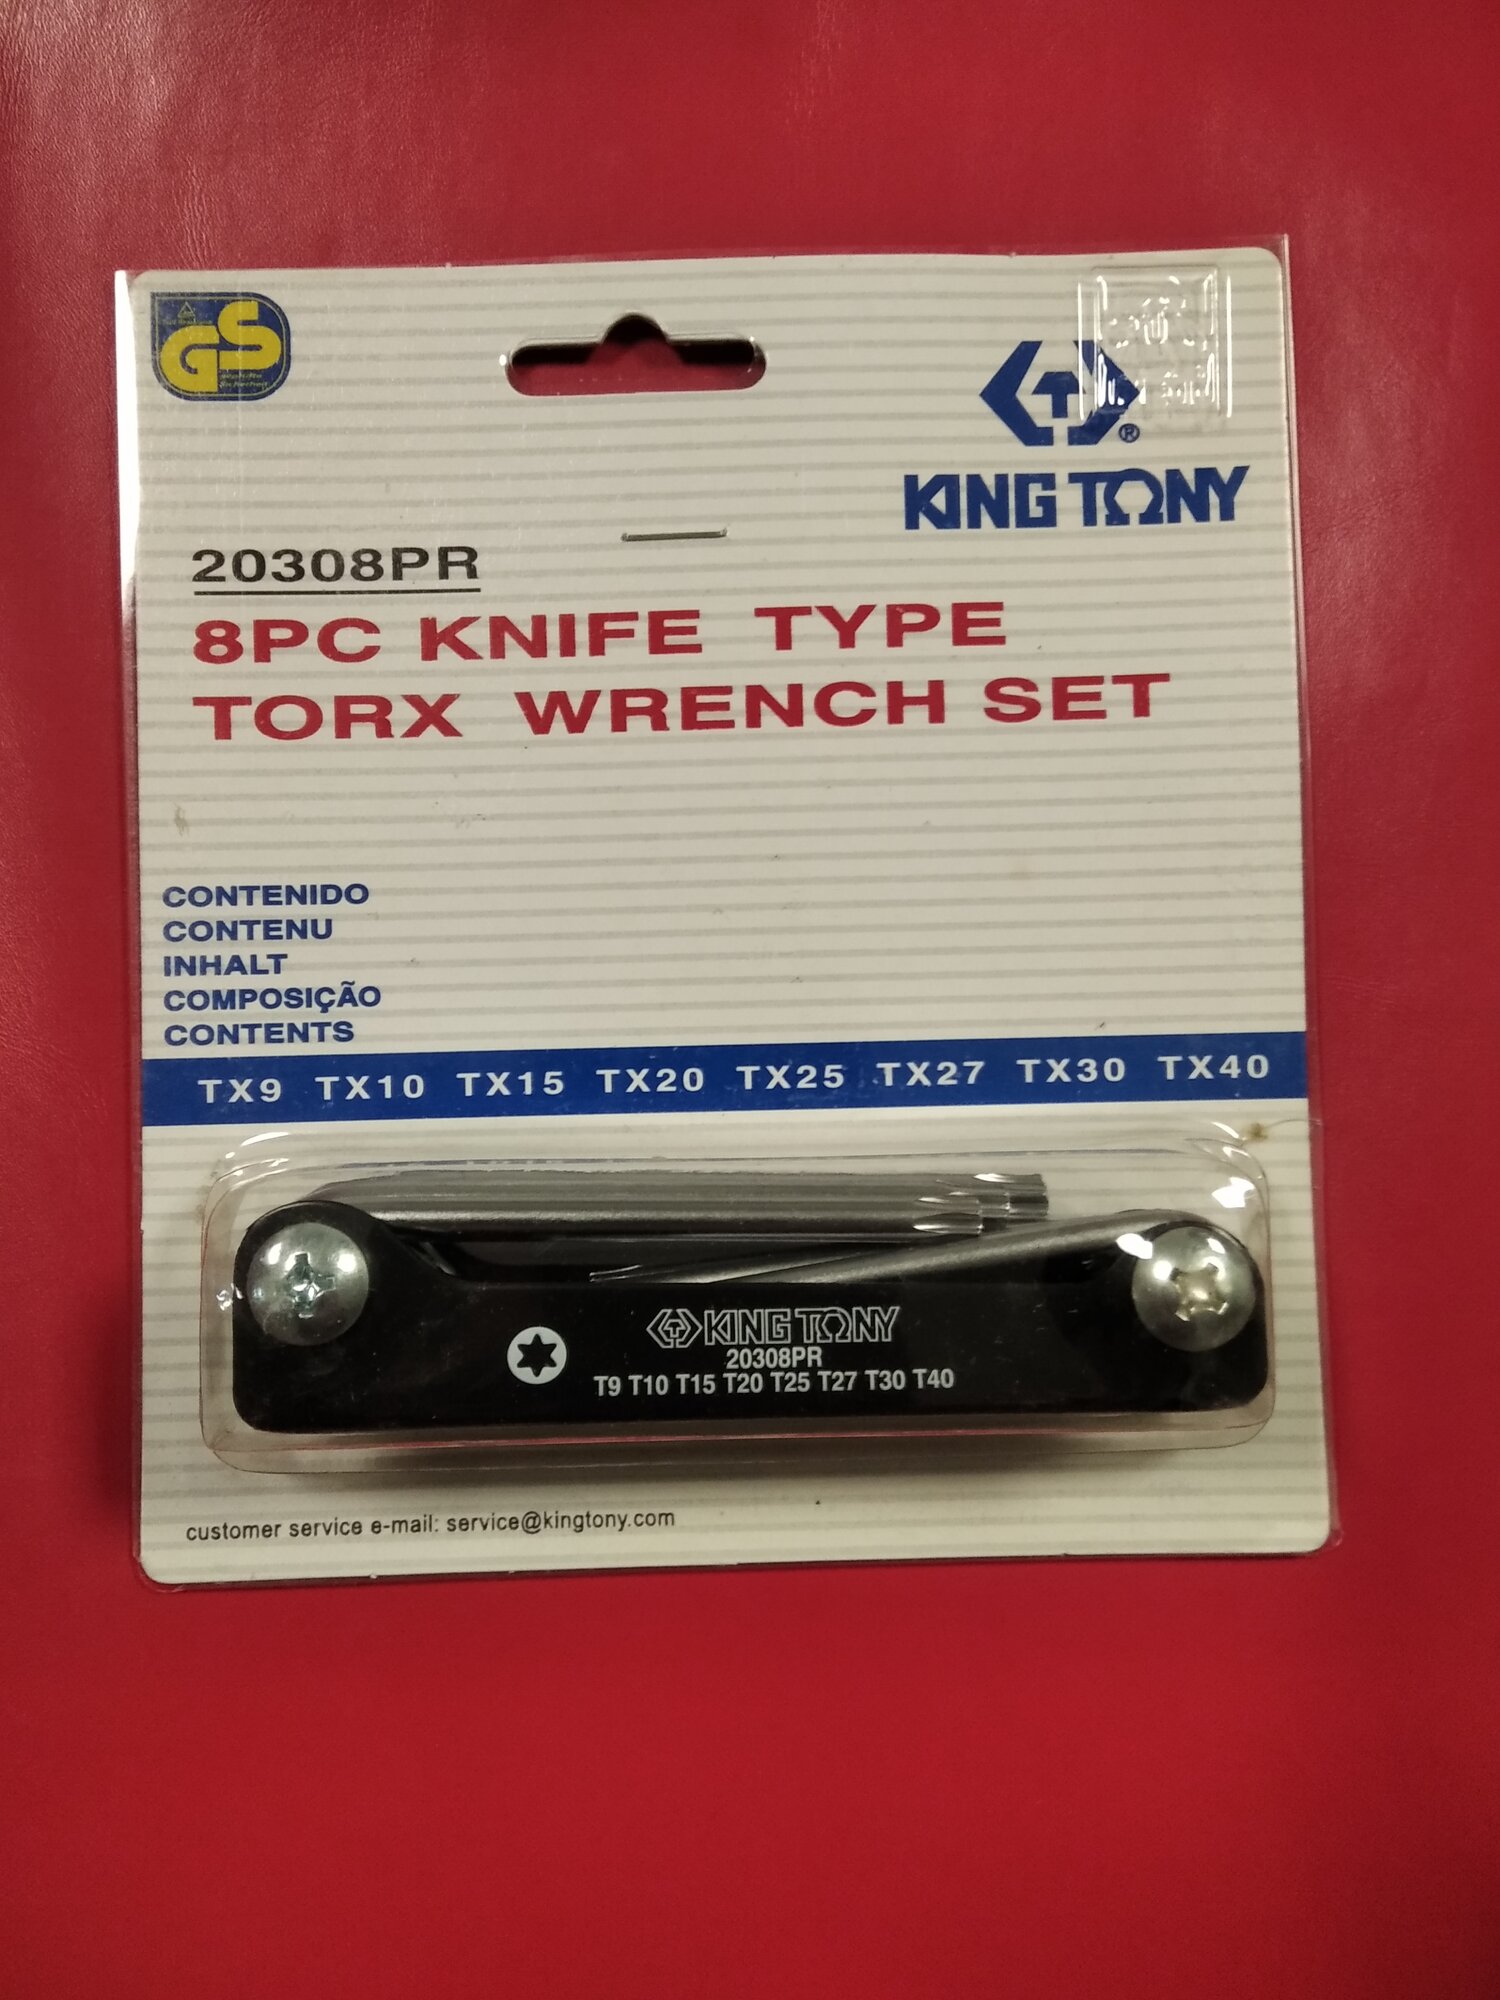 GS
KING TONY
20308PR
8PC KNIFE TYPE
TORX WRENCH SET
CONTENIDO
CONTENU
INHALT
COMPOSIÇÃO
CONTENTS
TX9 TX10 TX15 TX20 TX25 TX27 TX30 TX40
KING TONY
20308PR
T9 T10 T15 T20 T25 T27 T30 T40
customer service e-mail: service@kingtony.com